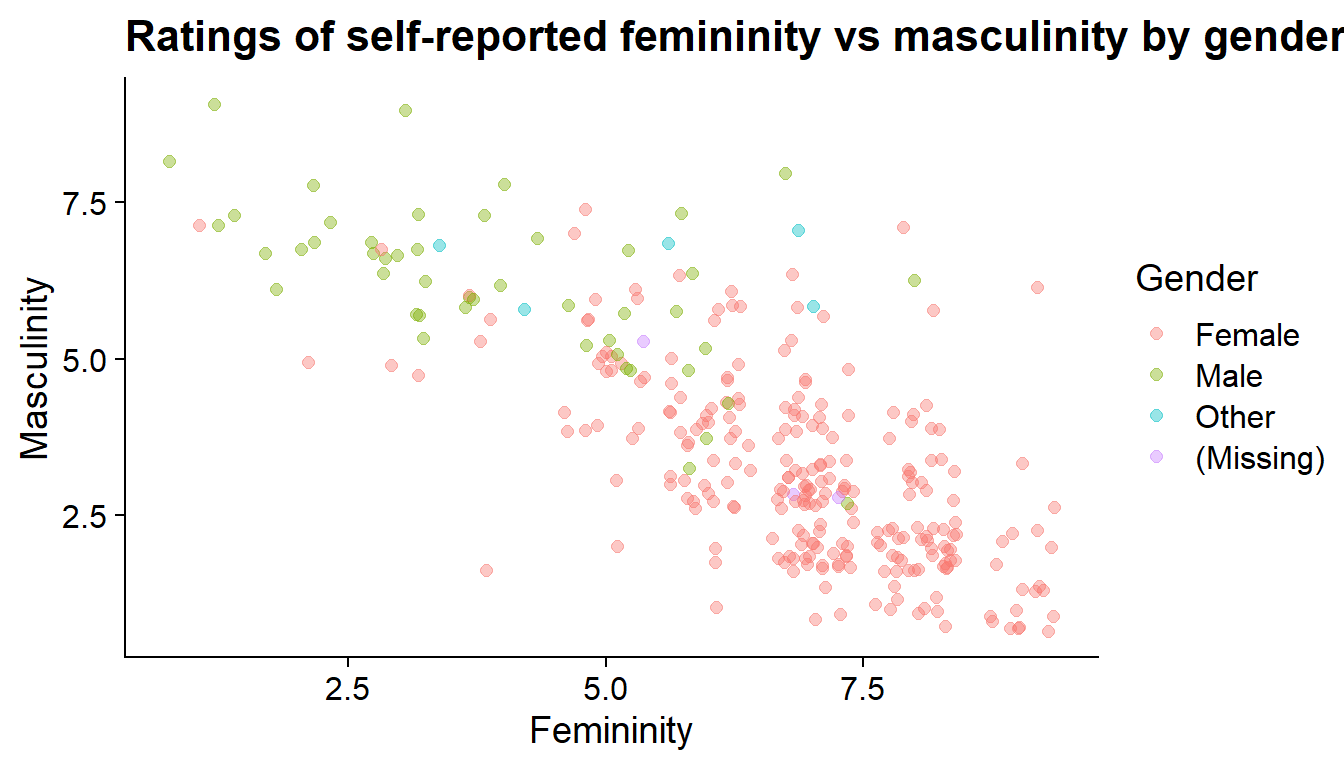 Ratings of self-reported femininity vs masculinity by gender
7.5
5.0
2.5
Masculinity
2.5 5.0 7.5
Femininity
Gender
Female
Male
Other
(Missing)